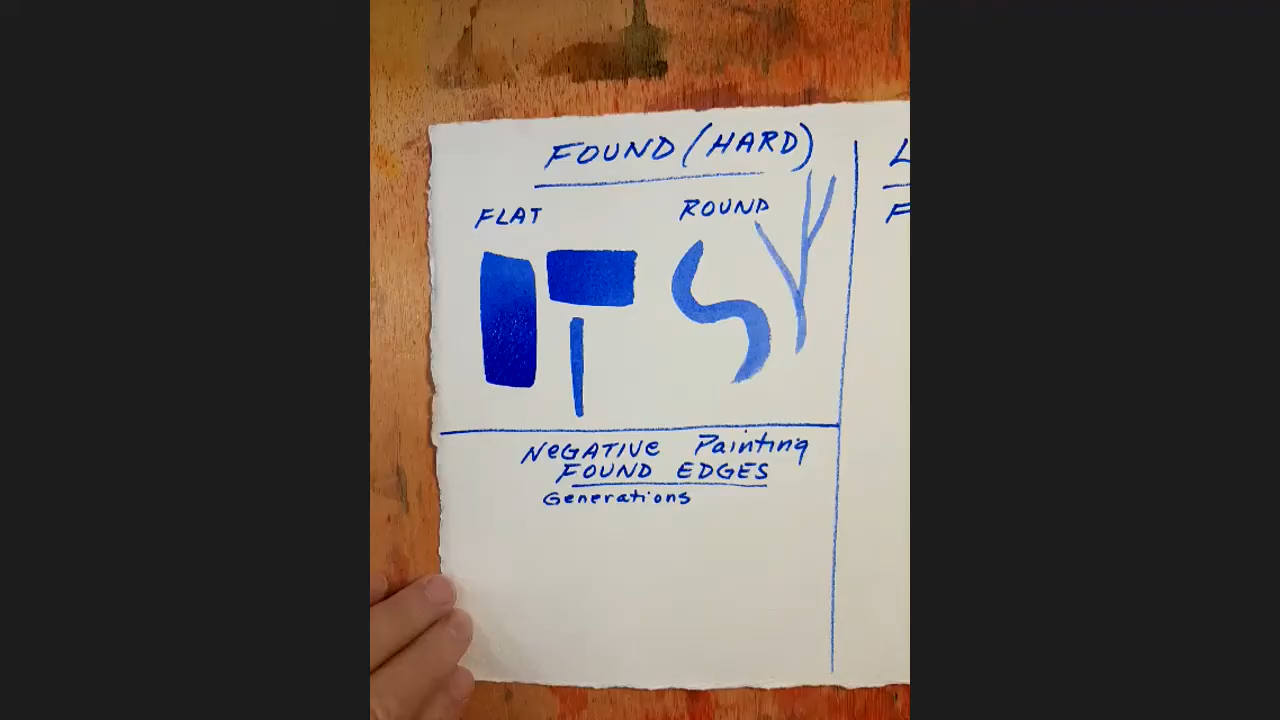 FOUND (HARD)
FLAT
ROUND
NeGATIVE Painting
FOUND EDGES
Generations
L
F